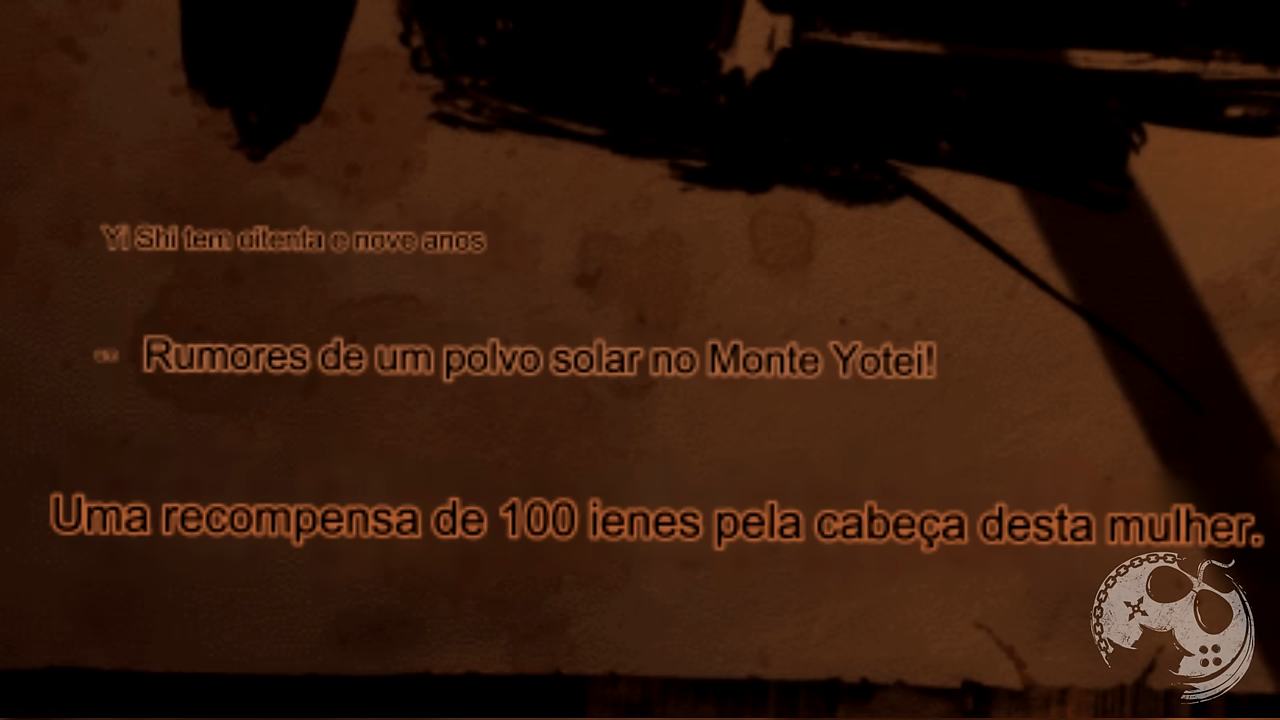 Yi Shi tem oitenta e nove anos
Rumores de um polvo solar no Monte Yotei!
Uma recompensa de 100 ienes pela cabeça desta mulher.